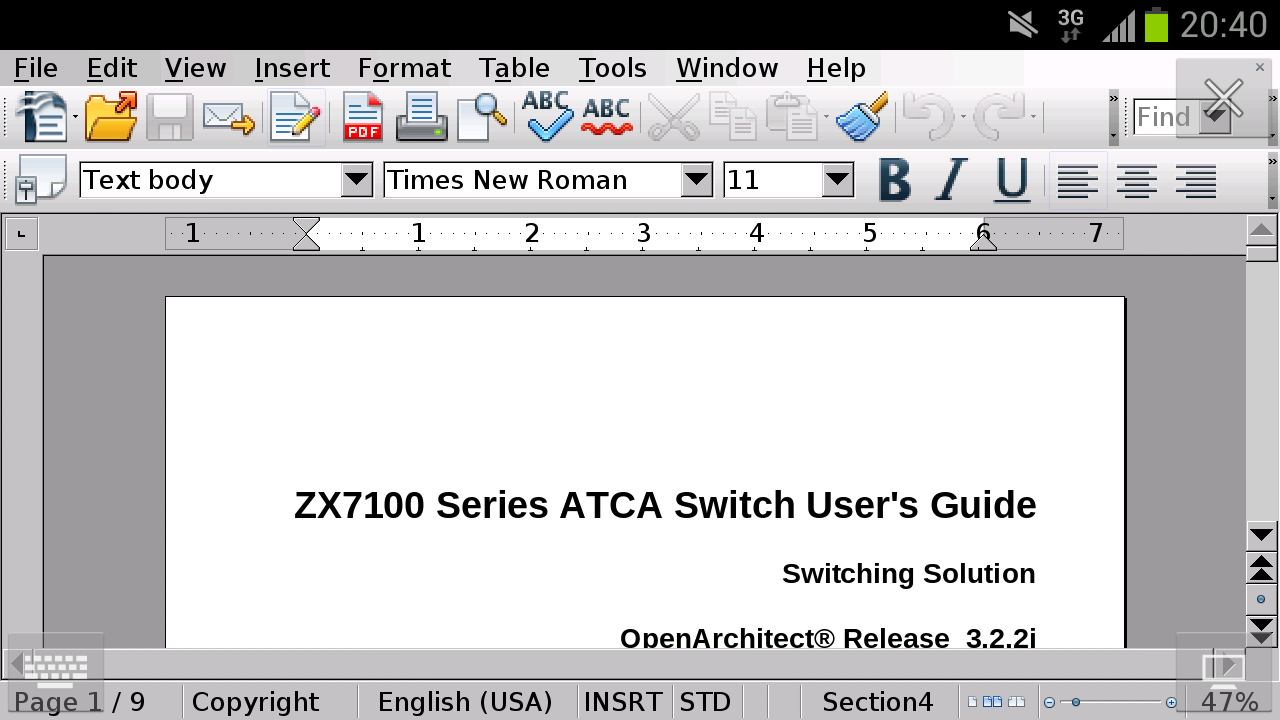 3G 20:40
File Edit View Insert Format Table Tools Window Help
PDF ABC ABC Find
Text body Times New Roman 11 B I U
1 1 2 3 4 5 6 7
ZX7100 Series ATCA Switch User's Guide
Switching Solution
OpenArchitect® Release 3.2.2j
Page 1 / 9 Copyright English (USA) INSRT STD Section4 47%